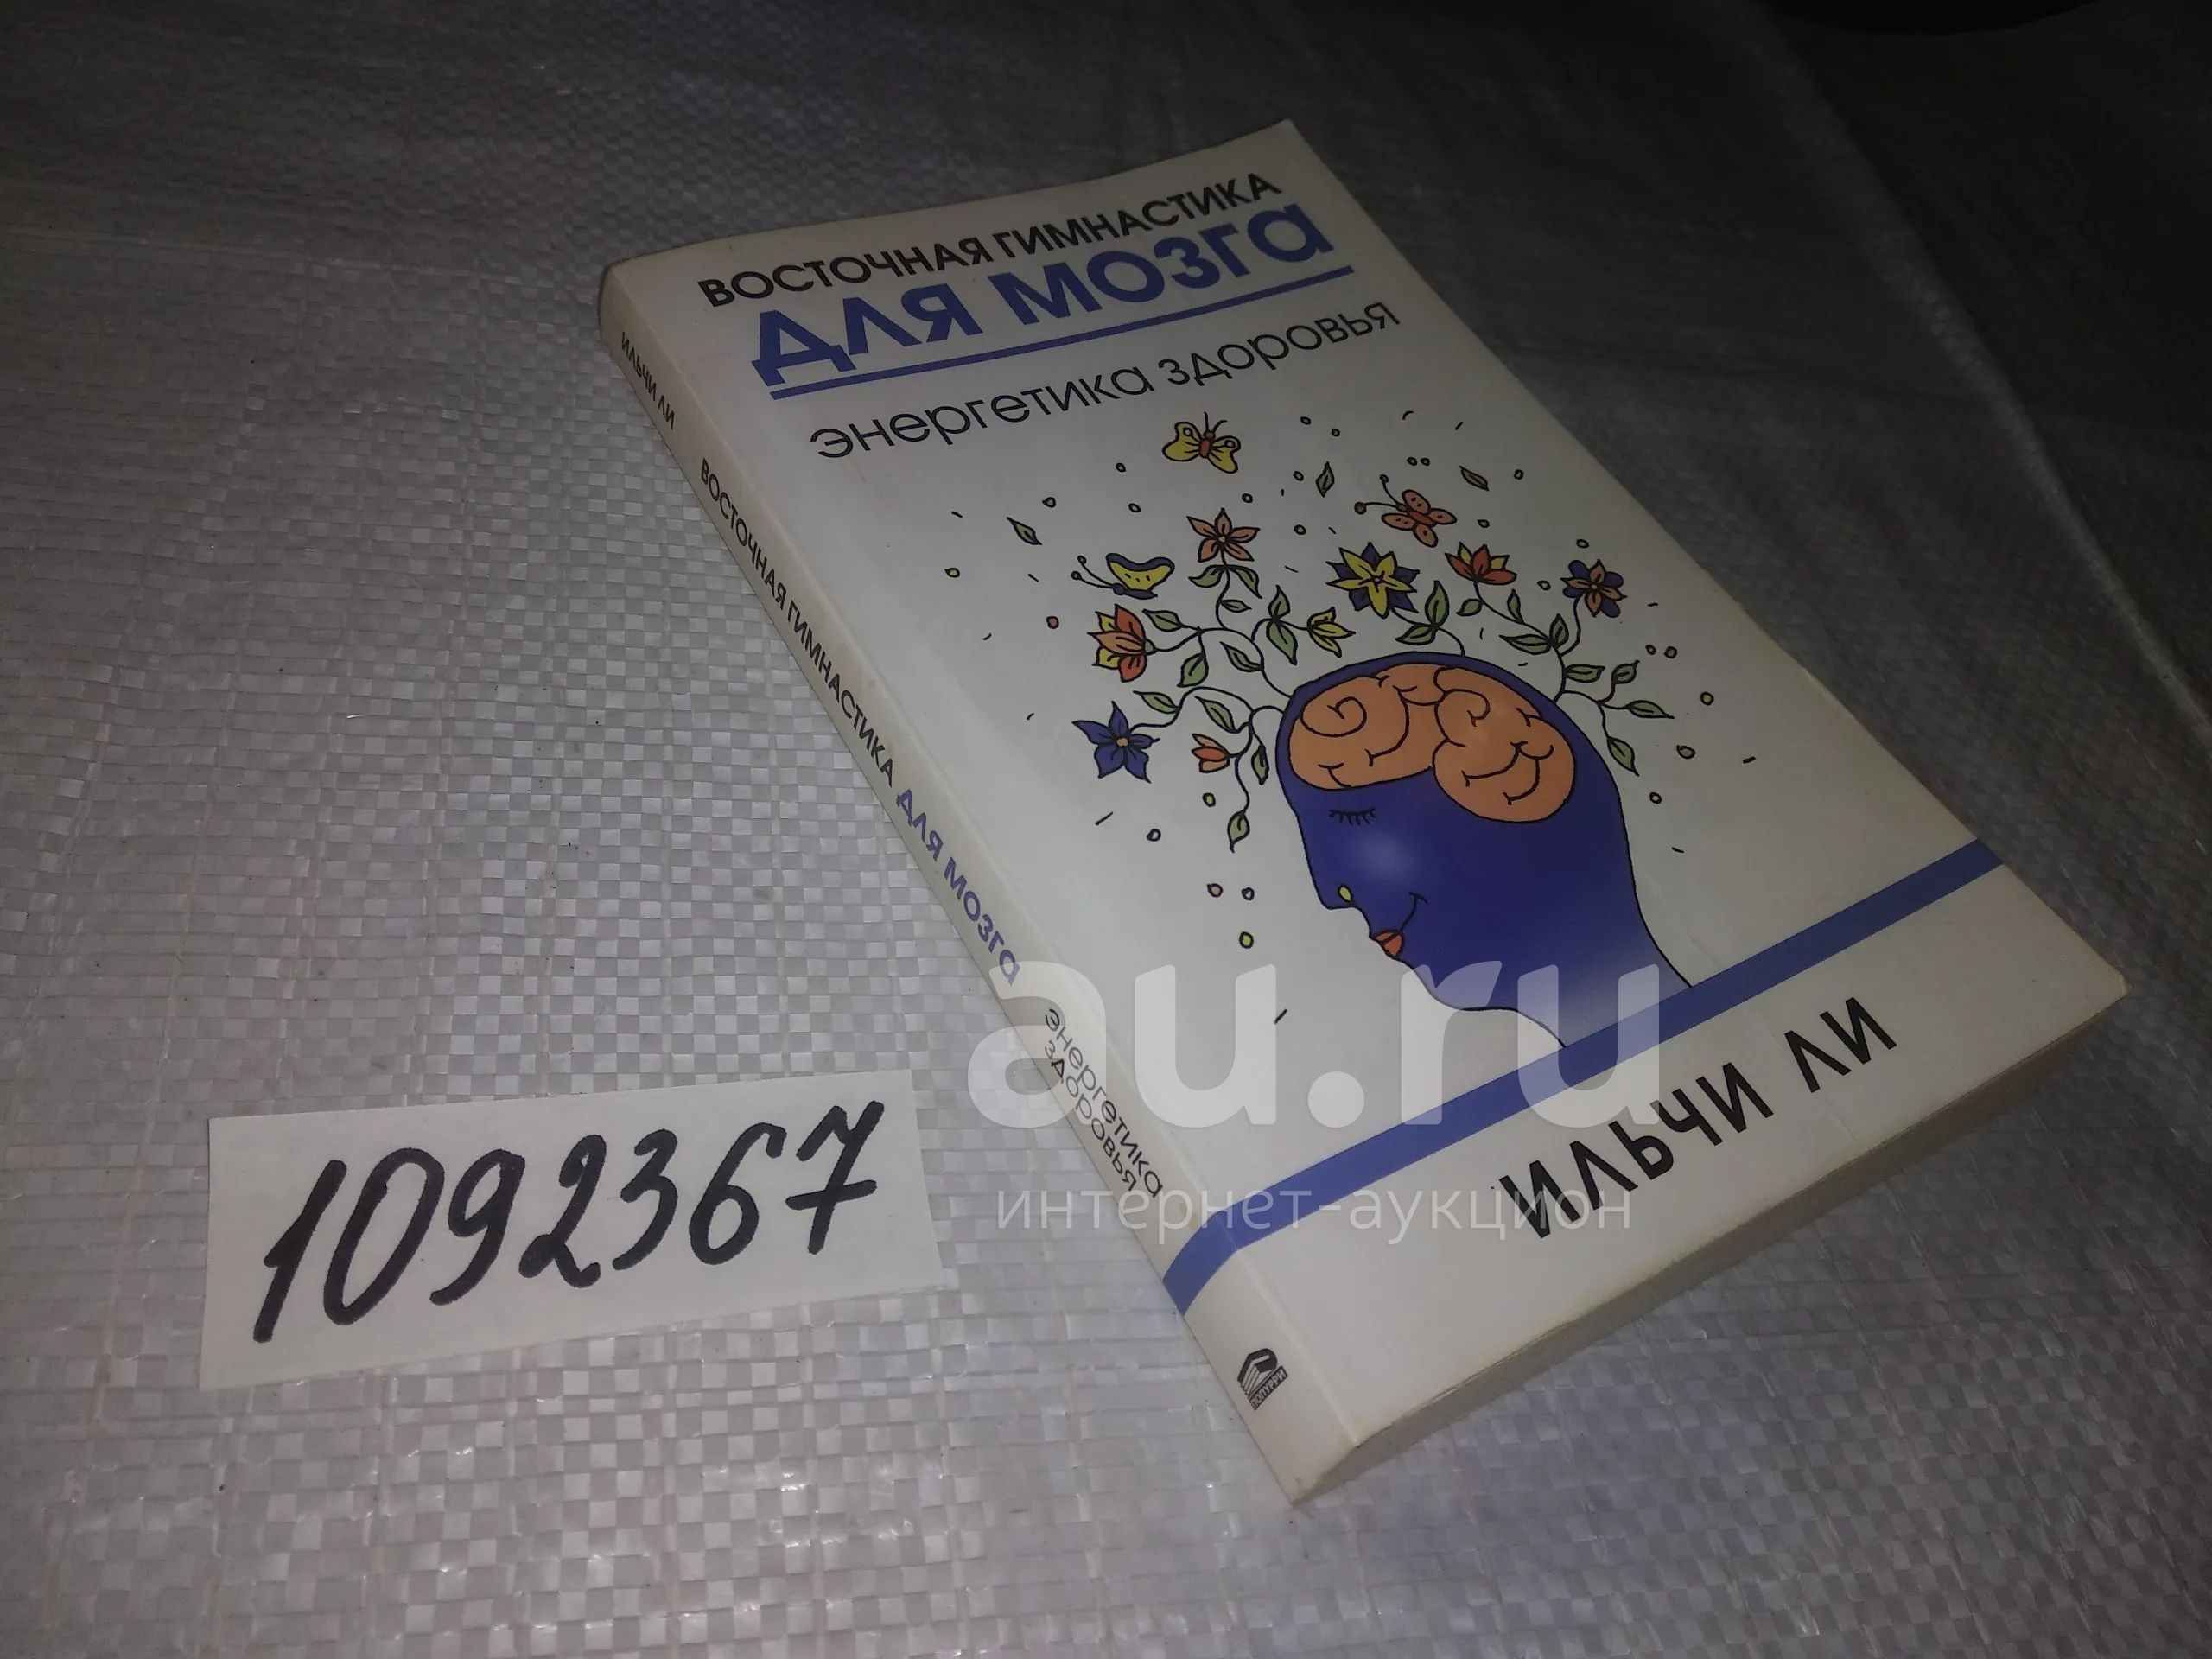 ВОСТОЧНАЯ ГИМНАСТИКА
ДЛЯ МОЗГА
энергетика здоровья
ИЛЬЧИ ЛИ
ИЛЬЧИ ЛИ ВОСТОЧНАЯ ГИМНАСТИКА ДЛЯ МОЗГА энергетика
здоровья
ПОПУРРИ
1092367
au.ru
интернет-аукцион